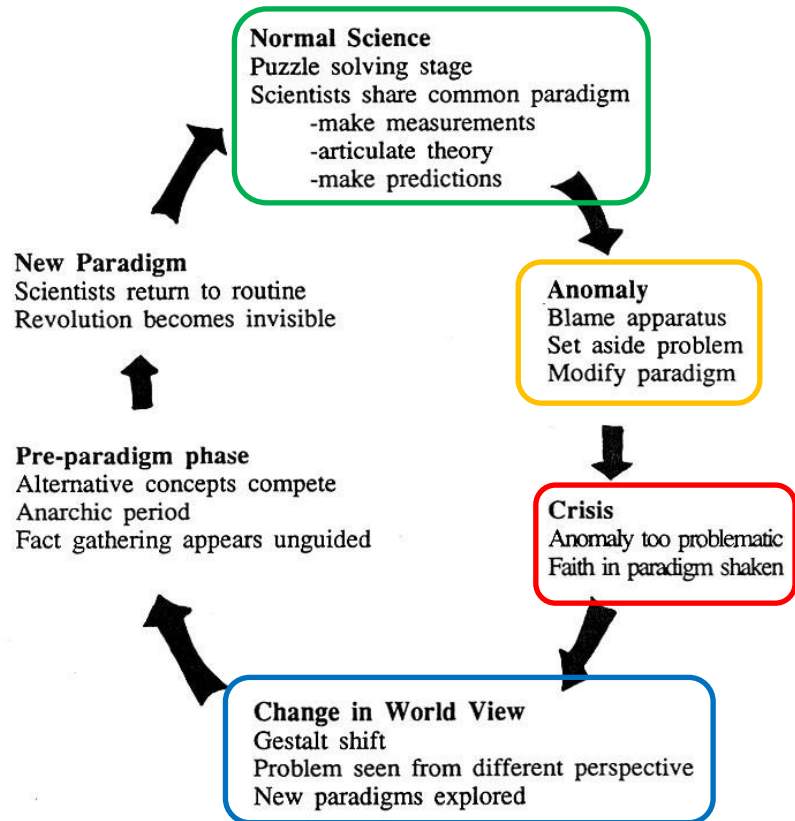 Normal Science
Puzzle solving stage
Scientists share common paradigm
-make measurements
-articulate theory
-make predictions
Anomaly
Blame apparatus
Set aside problem
Modify paradigm
Crisis
Anomaly too problematic
Faith in paradigm shaken
Change in World View
Gestalt shift
Problem seen from different perspective
New paradigms explored
Pre-paradigm phase
Alternative concepts compete
Anarchic period
Fact gathering appears unguided
New Paradigm
Scientists return to routine
Revolution becomes invisible